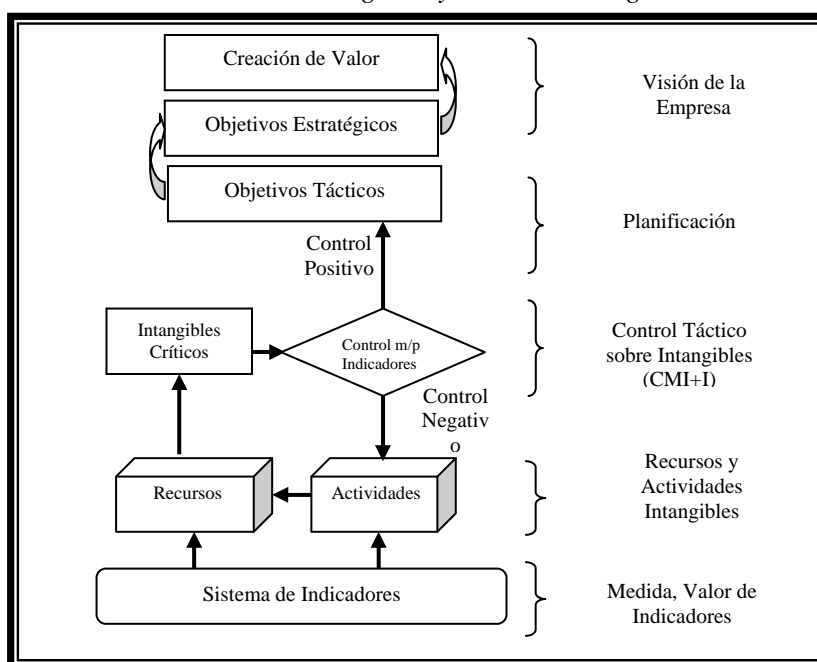 Creación de Valor
Visión de la
Empresa
Objetivos Estratégicos
Objetivos Tácticos
Planificación
Control
Positivo
Intangibles
Críticos
Control m/p
Indicadores
Control Táctico
sobre Intangibles
(CMI+I)
Control
Negativ
o
Recursos
Actividades
Recursos y
Actividades
Intangibles
Sistema de Indicadores
Medida, Valor de
Indicadores